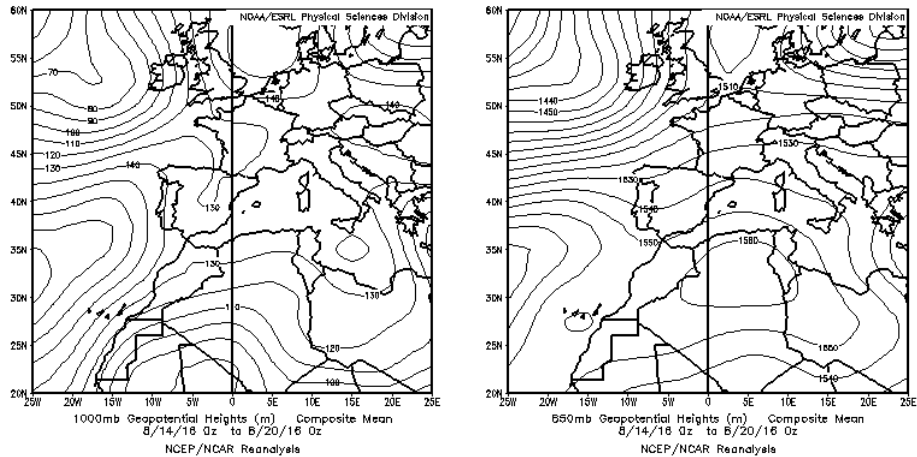 NOAA/ESRL Physical Sciences Division
60N
55N
50N
45N
40N
35N
30N
25N
20N
25W 20W 15W 10W 5W 0 5E 10E 15E 20E 25E
70
80
90
100
110
120
130
140
140
140
130
130
130
110
120
100
1000mb Geopotential Heights (m) Composite Mean
8/14/16 0z to 8/20/16 0z
NCEP/NCAR Reanalysis
NOAA/ESRL Physical Sciences Division
60N
55N
50N
45N
40N
35N
30N
25N
20N
25W 20W 15W 10W 5W 0 5E 10E 15E 20E 25E
1510
1440
1450
1530
1540
1550
1540
850mb Geopotential Heights (m) Composite Mean
8/14/16 0z to 8/20/16 0z
NCEP/NCAR Reanalysis